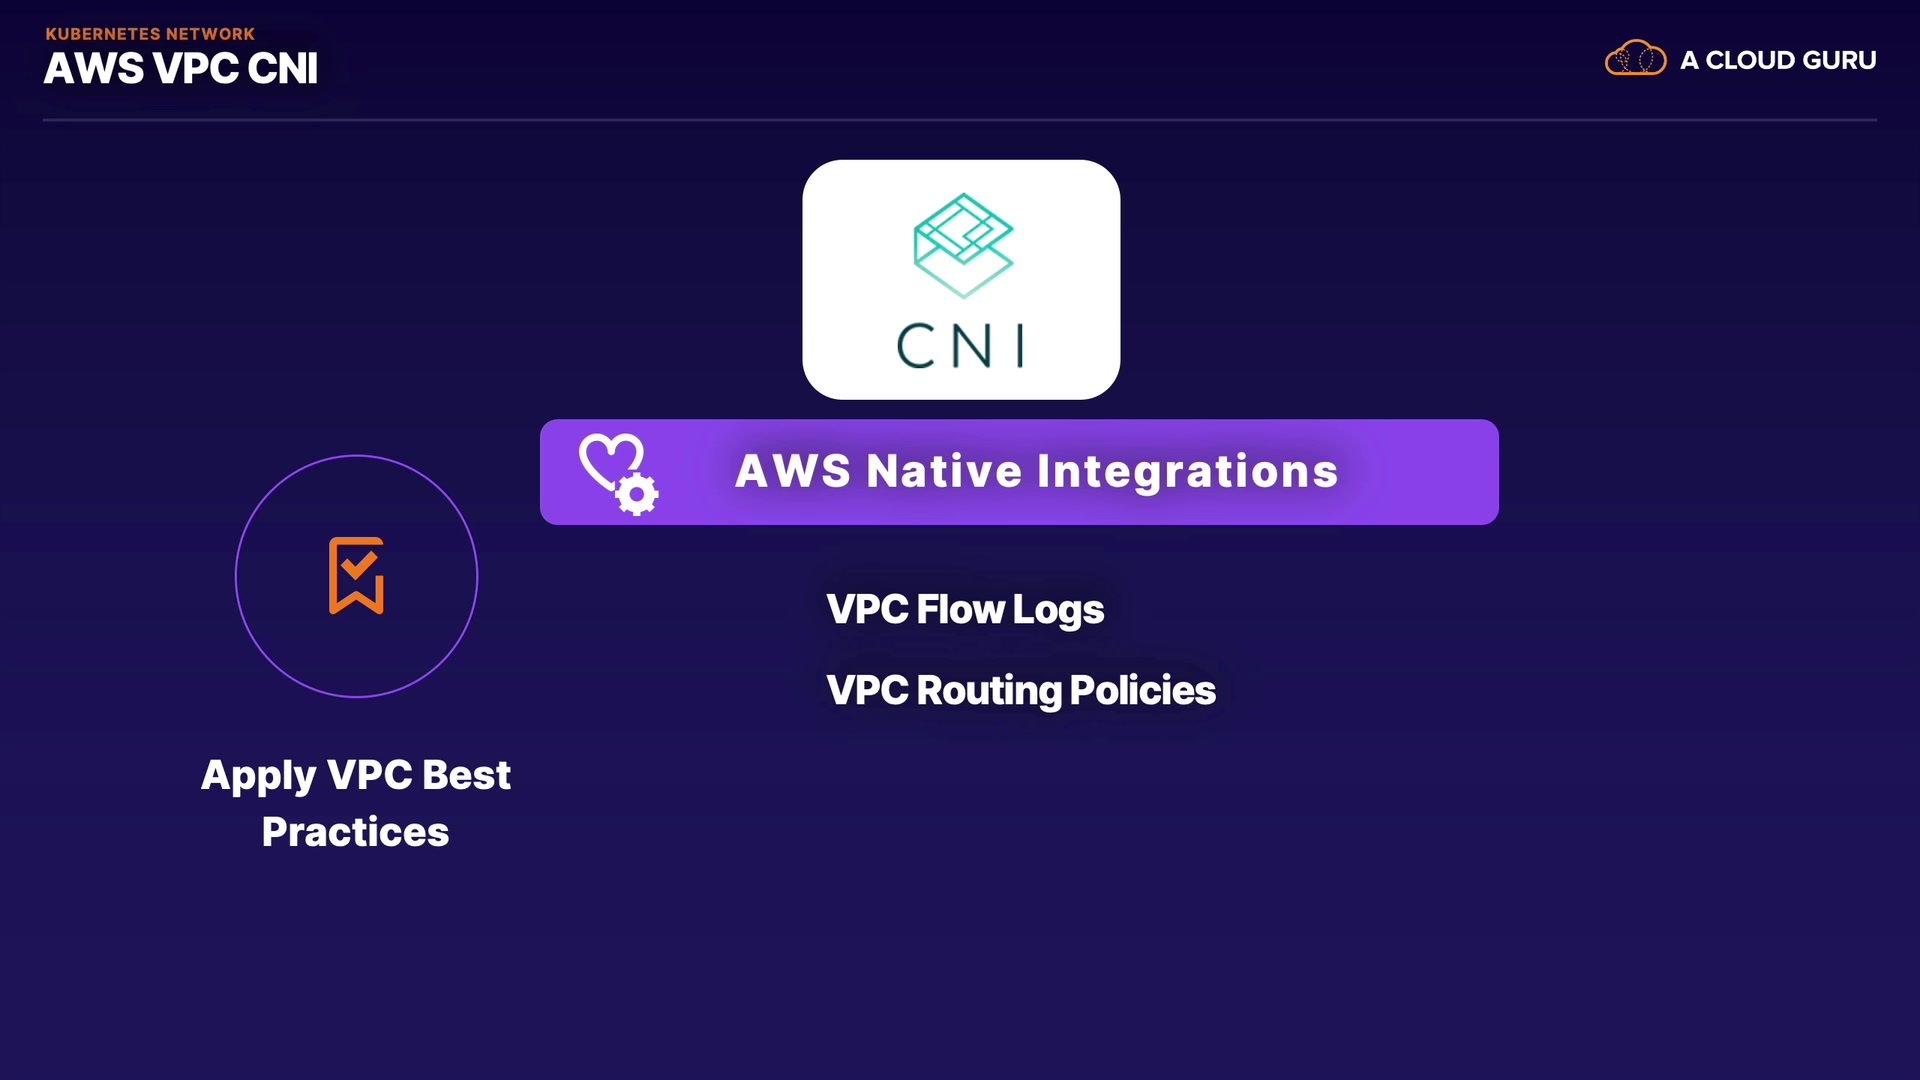 KUBERNETES NETWORK
AWS VPC CNI
A CLOUD GURU
CNI
AWS Native Integrations
VPC Flow Logs
VPC Routing Policies
Apply VPC Best
Practices